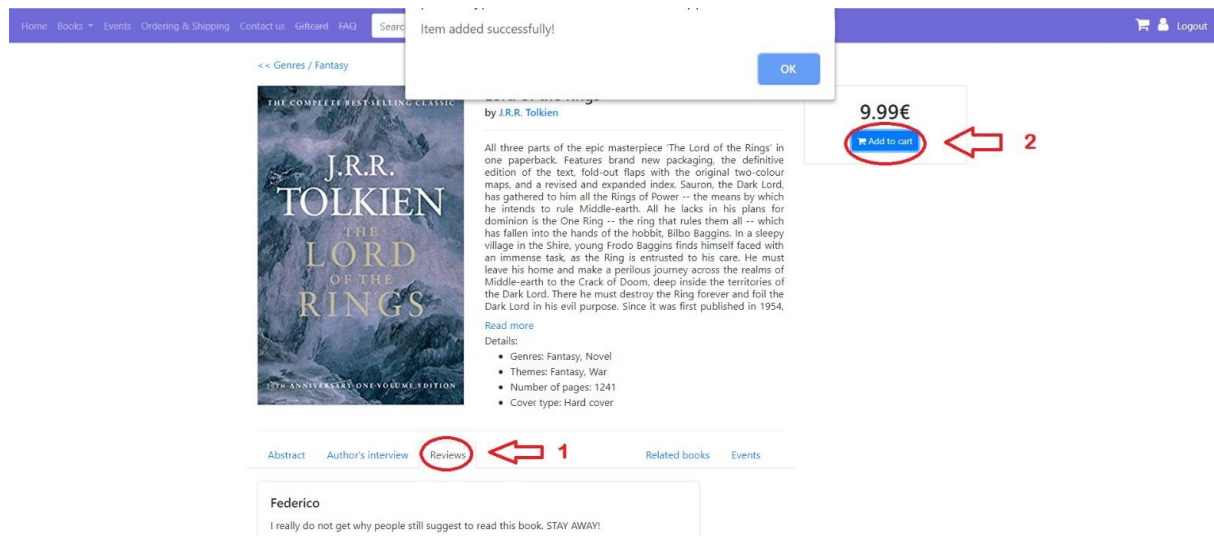 Home Books Events Ordering & Shipping Contact us Giftcard FAQ Searc
Logout
Item added successfully!
OK
<< Genres / Fantasy
THE COMPLETE BEST-SELLING CLASSIC
J.R.R.
TOLKIEN
THE
LORD
OF THE
RINGS
50TH ANNIVERSARY ONE-VOLUME EDITION
by J.R.R. Tolkien
All three parts of the epic masterpiece 'The Lord of the Rings' in
one paperback. Features brand new packaging, the definitive
edition of the text, fold-out flaps with the original two-colour
maps, and a revised and expanded index. Sauron, the Dark Lord,
has gathered to him all the Rings of Power -- the means by which
he intends to rule Middle-earth. All he lacks in his plans for
dominion is the One Ring -- the ring that rules them all -- which
has fallen into the hands of the hobbit, Bilbo Baggins. In a sleepy
village in the Shire, young Frodo Baggins finds himself faced with
an immense task, as the Ring is entrusted to his care. He must
leave his home and make a perilous journey across the realms of
Middle-earth to the Crack of Doom, deep inside the territories of
the Dark Lord. There he must destroy the Ring forever and foil the
Dark Lord in his evil purpose. Since it was first published in 1954,
Read more
Details:
• Genres: Fantasy, Novel
• Themes: Fantasy, War
• Number of pages: 1241
• Cover type: Hard cover
9.99€
Add to cart
2
Abstract Author's interview Reviews 1 Related books Events
Federico
I really do not get why people still suggest to read this book. STAY AWAY!